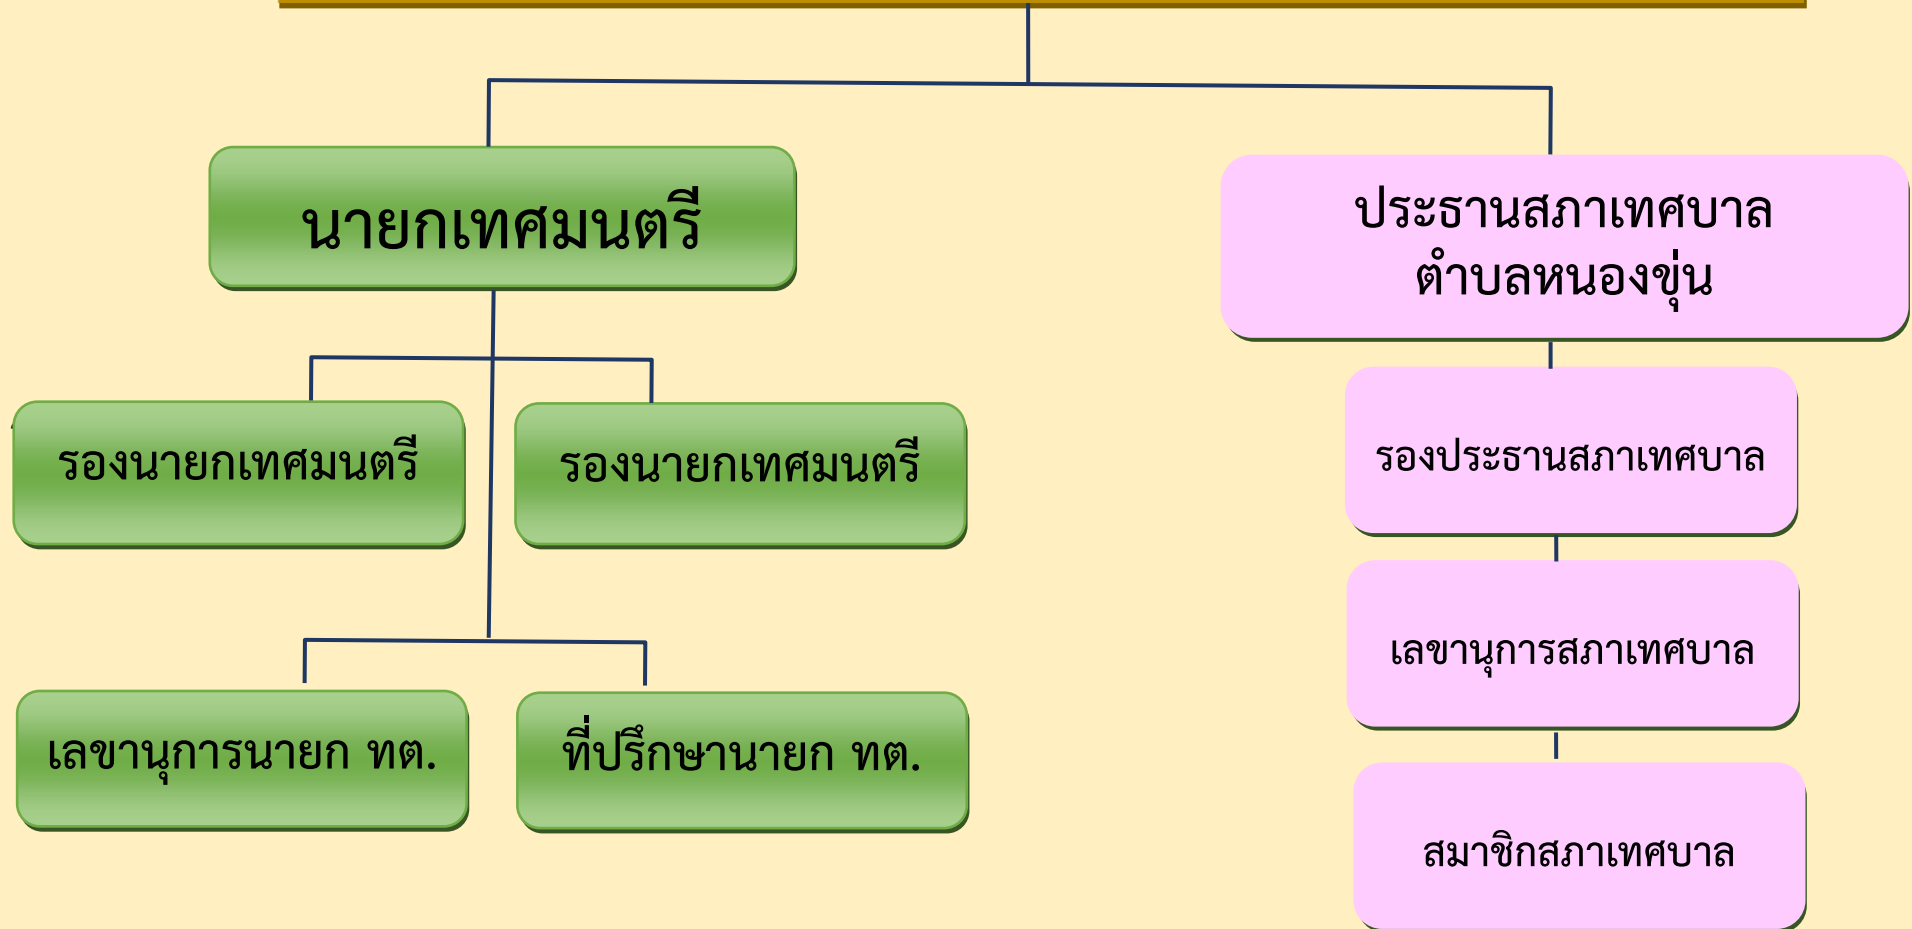 นายกเทศมนตรี
ประธานสภาเทศบาล
ตำบลหนองขุ่น
รองนายกเทศมนตรี
รองนายกเทศมนตรี
รองประธานสภาเทศบาล
เลขานุการสภาเทศบาล
เลขานุการนายก ทต.
ที่ปรึกษานายก ทต.
สมาชิกสภาเทศบาล